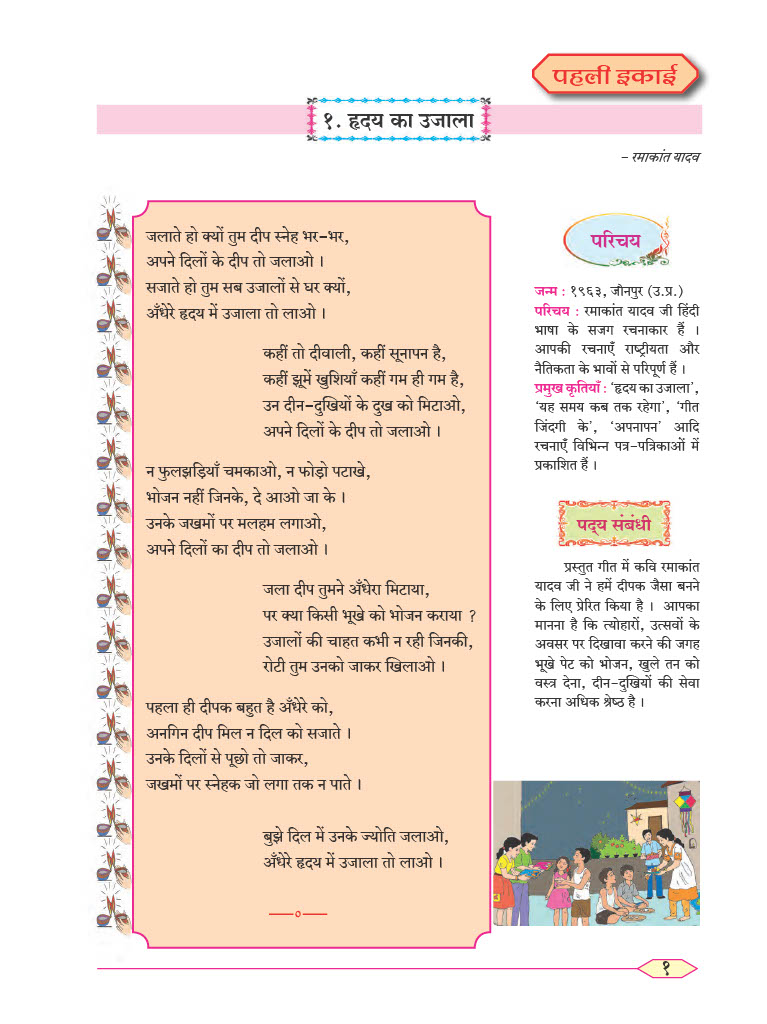 पहली इकाई
१. हृदय का उजाला
– रमाकांत यादव
जलाते हो क्यों तुम दीप स्नेह भर-भर,
अपने दिलों के दीप तो जलाओ ।
सजाते हो तुम सब उजालों से घर क्यों,
अँधेरे हृदय में उजाला तो लाओ ।
कहीं तो दीवाली, कहीं सूनापन है,
कहीं झूमें खुशियाँ कहीं गम ही गम है,
उन दीन-दुखियों के दुख को मिटाओ,
अपने दिलों के दीप तो जलाओ ।
न फुलझड़ियाँ चमकाओ, न फोड़ो पटाखे,
भोजन नहीं जिनके, दे आओ जा के ।
उनके जखमों पर मलहम लगाओ,
अपने दिलों का दीप तो जलाओ ।
जला दीप तुमने अँधेरा मिटाया,
पर क्या किसी भूखे को भोजन कराया ?
उजालों की चाहत कभी न रही जिनकी,
रोटी तुम उनको जाकर खिलाओ ।
पहला ही दीपक बहुत है अँधेरे को,
अनगिन दीप मिल न दिल को सजाते ।
उनके दिलों से पूछो तो जाकर,
जखमों पर स्नेहक जो लगा तक न पाते ।
बुझे दिल में उनके ज्योति जलाओ,
अँधेरे हृदय में उजाला तो लाओ ।
परिचय
जन्म : १९६३, जौनपुर (उ.प्र.)
परिचय : रमाकांत यादव जी हिंदी
भाषा के सजग रचनाकार हैं ।
आपकी रचनाएँ राष्ट्रीयता और
नैतिकता के भावों से परिपूर्ण हैं ।
प्रमुख कृतियाँ : ‘हृदय का उजाला’,
‘यह समय कब तक रहेगा’, ‘गीत
जिंदगी के’, ‘अपनापन’ आदि
रचनाएँ विभिन्न पत्र-पत्रिकाओं में
प्रकाशित हैं ।
पद्य संबंधी
प्रस्तुत गीत में कवि रमाकांत
यादव जी ने हमें दीपक जैसा बनने
के लिए प्रेरित किया है । आपका
मानना है कि त्योहारों, उत्सवों के
अवसर पर दिखावा करने की जगह
भूखे पेट को भोजन, खुले तन को
वस्त्र देना, दीन-दुखियों की सेवा
करना अधिक श्रेष्ठ है ।
१